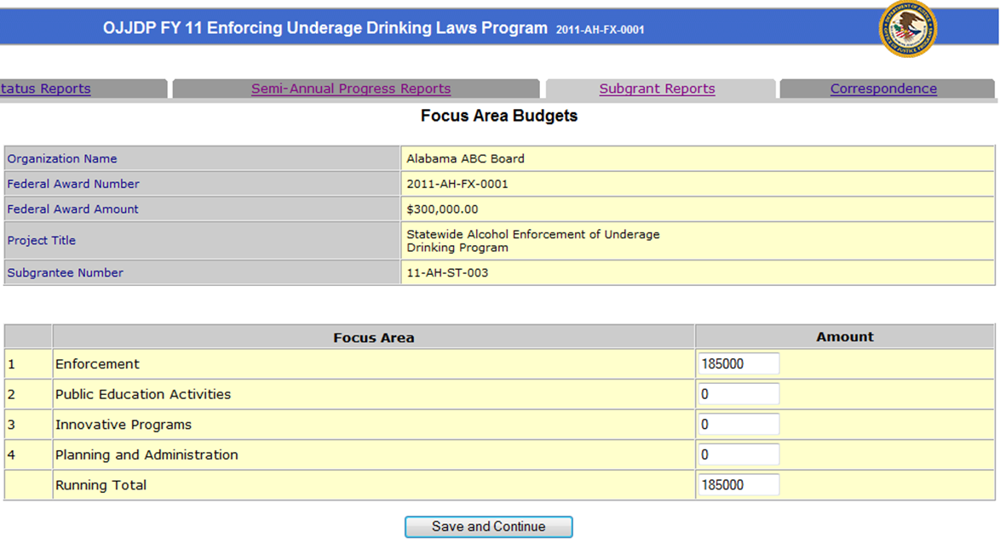 OJJDP FY 11 Enforcing Underage Drinking Laws Program 2011-AH-FX-0001
tatus Reports Semi-Annual Progress Reports Subgrant Reports Correspondence
Focus Area Budgets
Organization Name Alabama ABC Board
Federal Award Number 2011-AH-FX-0001
Federal Award Amount $300,000.00
Project Title Statewide Alcohol Enforcement of Underage
Drinking Program
Subgrantee Number 11-AH-ST-003
Focus Area Amount
1 Enforcement 185000
2 Public Education Activities 0
3 Innovative Programs 0
4 Planning and Administration 0
Running Total 185000
Save and Continue